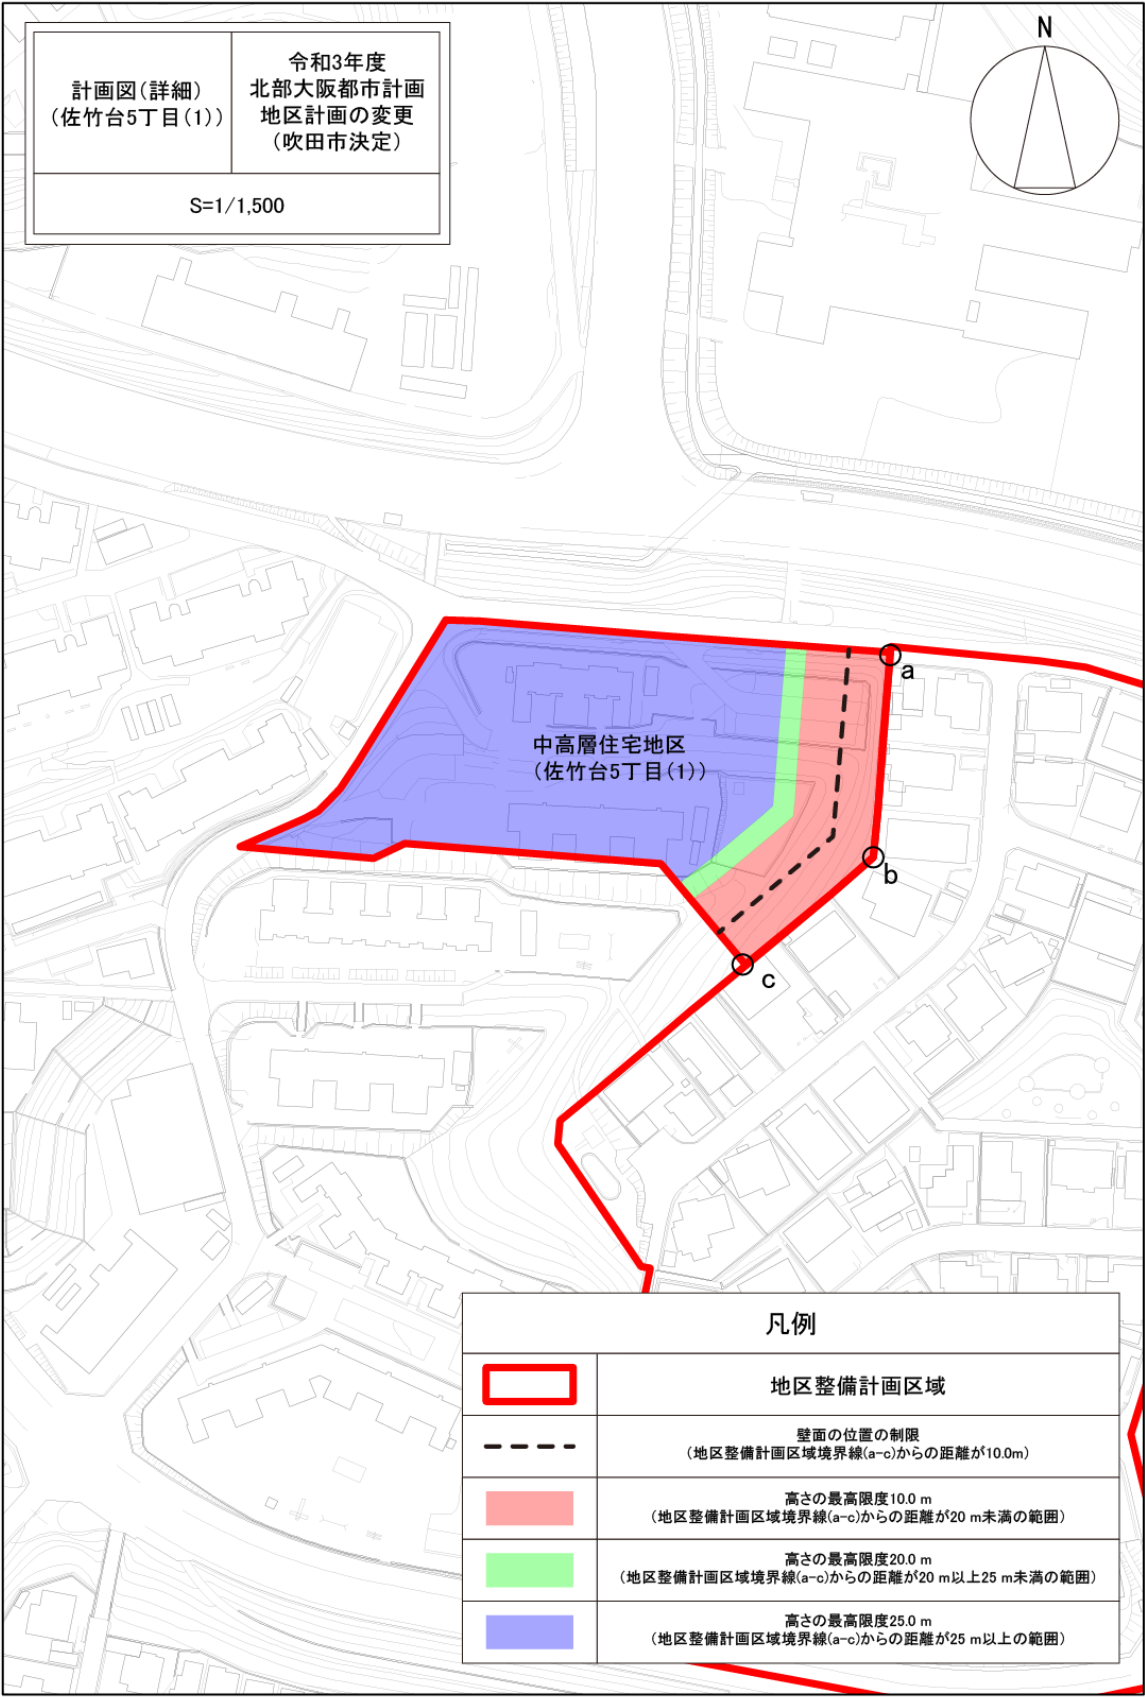 計画図(詳細)
(佐竹台5丁目(1))
令和3年度
北部大阪都市計画
地区計画の変更
(吹田市決定)
S=1/1,500
N
a
中高層住宅地区
(佐竹台5丁目(1))
b
c
凡例
地区整備計画区域
壁面の位置の制限
(地区整備計画区域境界線(a-c)からの距離が10.0m)
高さの最高限度10.0 m
(地区整備計画区域境界線(a-c)からの距離が20 m未満の範囲)
高さの最高限度20.0 m
(地区整備計画区域境界線(a-c)からの距離が20 m以上25 m未満の範囲)
高さの最高限度25.0 m
(地区整備計画区域境界線(a-c)からの距離が25 m以上の範囲)